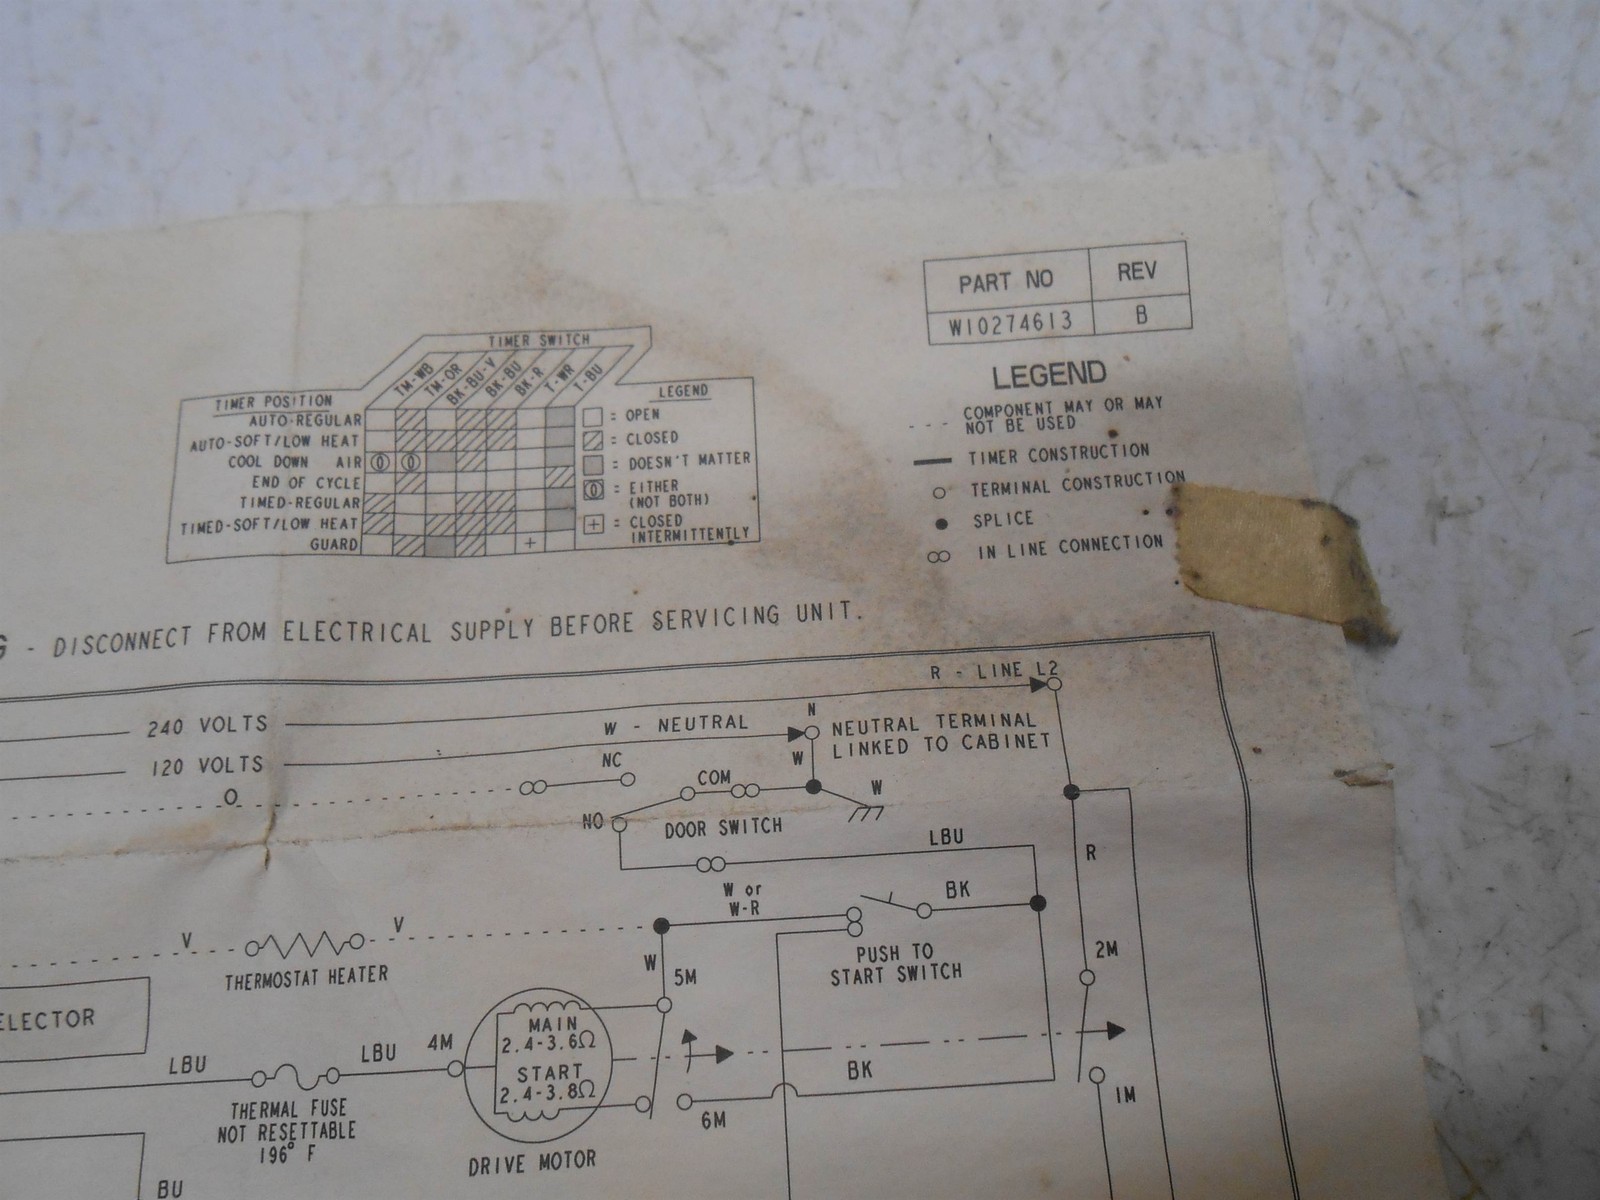 PART NO REV
W10274613 B
TIMER SWITCH
TM-WB TM-OR BK-BU-V BK-BU BK-R T-WR T-BU
TIMER POSITION
AUTO-REGULAR
AUTO-SOFT/LOW HEAT
COOL DOWN AIR
END OF CYCLE
TIMED-REGULAR
TIMED-SOFT/LOW HEAT
GUARD
LEGEND
= OPEN
= CLOSED
= DOESN'T MATTER
0 = EITHER
(NOT BOTH)
+ = CLOSED
INTERMITTENTLY
LEGEND
COMPONENT MAY OR MAY
NOT BE USED
TIMER CONSTRUCTION
TERMINAL CONSTRUCTION
SPLICE
IN LINE CONNECTION
G - DISCONNECT FROM ELECTRICAL SUPPLY BEFORE SERVICING UNIT.
R - LINE L2
240 VOLTS
N
W - NEUTRAL
NEUTRAL TERMINAL
LINKED TO CABINET
120 VOLTS
W
NC
COM
W
O
NO
DOOR SWITCH
LBU
R
W or
W-R
BK
V
V
THERMOSTAT HEATER
PUSH TO
START SWITCH
2M
W
5M
ELECTOR
MAIN
2.4-3.6Ω
START
2.4-3.8Ω
4M
LBU
LBU
BK
1M
6M
THERMAL FUSE
NOT RESETTABLE
196° F
DRIVE MOTOR
BU